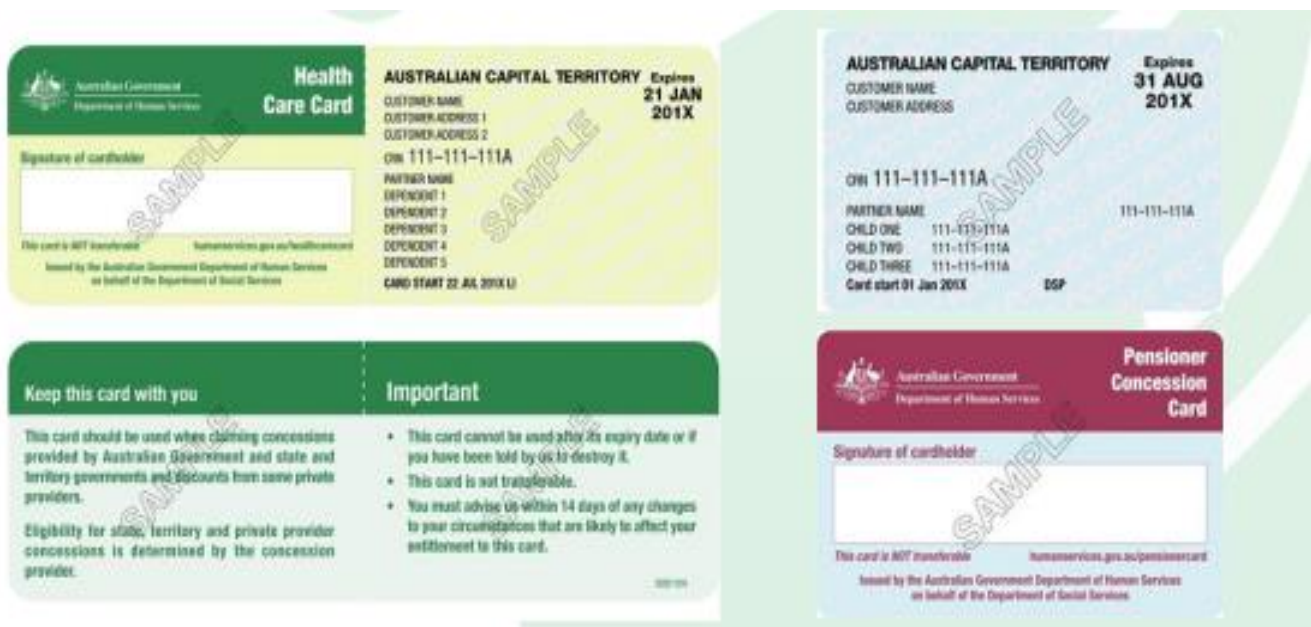 Australian Government
Department of Human Services
Health
Care Card
Signature of cardholder
This card is NOT transferable humanservices.gov.au/healthcarecard
Issued by the Australian Government Department of Human Services
on behalf of the Department of Social Services
SAMPLE
AUSTRALIAN CAPITAL TERRITORY Expires
21 JAN
201X
CUSTOMER NAME
CUSTOMER ADDRESS 1
CUSTOMER ADDRESS 2
CRN 111-111-111A
PARTNER NAME
DEPENDENT 1
DEPENDENT 2
DEPENDENT 3
DEPENDENT 4
DEPENDENT 5
CARD START 22 JUL 201X LI
SAMPLE
Keep this card with you
This card should be used when claiming concessions
provided by Australian Government and state and
territory governments and discounts from some private
providers.
Eligibility for state, territory and private provider
concessions is determined by the concession
provider.
SAMPLE
Important
• This card cannot be used after its expiry date or if
you have been told by us to destroy it.
• This card is not transferable.
• You must advise us within 14 days of any changes
to your circumstances that are likely to affect your
entitlement to this card.
SAMPLE
AUSTRALIAN CAPITAL TERRITORY Expires
31 AUG
201X
CUSTOMER NAME
CUSTOMER ADDRESS
CRN 111-111-111A
PARTNER NAME 111-111-111A
CHILD ONE 111-111-111A
CHILD TWO 111-111-111A
CHILD THREE 111-111-111A
Card start 01 Jan 201X DSP
SAMPLE
Australian Government
Department of Human Services
Pensioner
Concession
Card
Signature of cardholder
This card is NOT transferable humanservices.gov.au/pensionercard
Issued by the Australian Government Department of Human Services
on behalf of the Department of Social Services
SAMPLE